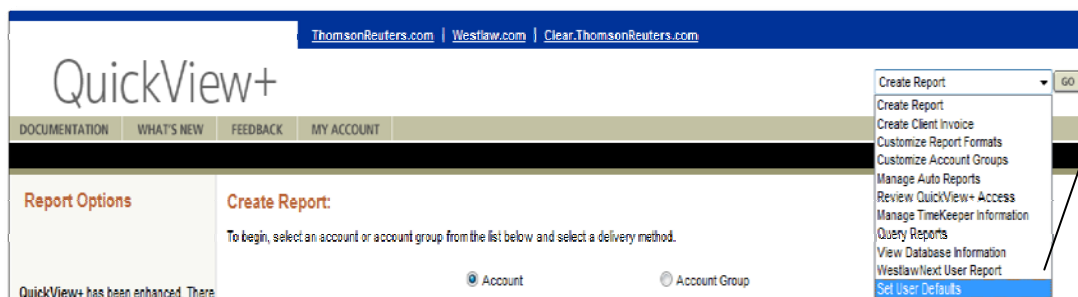 ThomsonReuters.com | Westlaw.com | Clear.ThomsonReuters.com
QuickView+
Create Report GO
Create Report
Create Client Invoice
Customize Report Formats
Customize Account Groups
Manage Auto Reports
Review QuickView+ Access
Manage TimeKeeper Information
Query Reports
View Database Information
WestlawNext User Report
Set User Defaults
DOCUMENTATION WHAT'S NEW FEEDBACK MY ACCOUNT
Report Options
Create Report:
To begin, select an account or account group from the list below and select a delivery method.
Account Account Group
QuickView+ has been enhanced. There